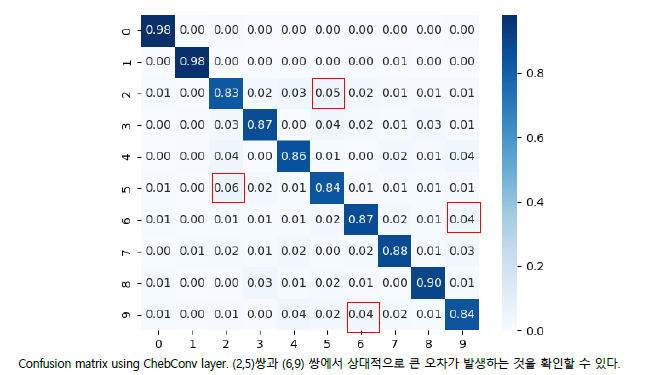 0 0.98 0.00 0.00 0.00 0.00 0.00 0.00 0.00 0.00 0.00
1 0.00 0.98 0.00 0.00 0.00 0.00 0.00 0.01 0.00 0.00
2 0.01 0.00 0.83 0.02 0.03 0.05 0.02 0.01 0.01 0.01
3 0.00 0.00 0.03 0.87 0.00 0.04 0.02 0.01 0.03 0.01
4 0.00 0.00 0.04 0.00 0.86 0.01 0.00 0.02 0.01 0.04
5 0.01 0.00 0.06 0.02 0.01 0.84 0.01 0.01 0.01 0.01
6 0.01 0.00 0.01 0.01 0.01 0.02 0.87 0.02 0.01 0.04
7 0.00 0.01 0.02 0.01 0.02 0.00 0.02 0.88 0.01 0.03
8 0.01 0.00 0.00 0.03 0.01 0.02 0.01 0.00 0.90 0.01
9 0.01 0.00 0.01 0.00 0.04 0.02 0.04 0.02 0.01 0.84
0 1 2 3 4 5 6 7 8 9
0.8
0.6
0.4
0.2
0.0
Confusion matrix using ChebConv layer. (2,5)쌍과 (6,9) 쌍에서 상대적으로 큰 오차가 발생하는 것을 확인할 수 있다.